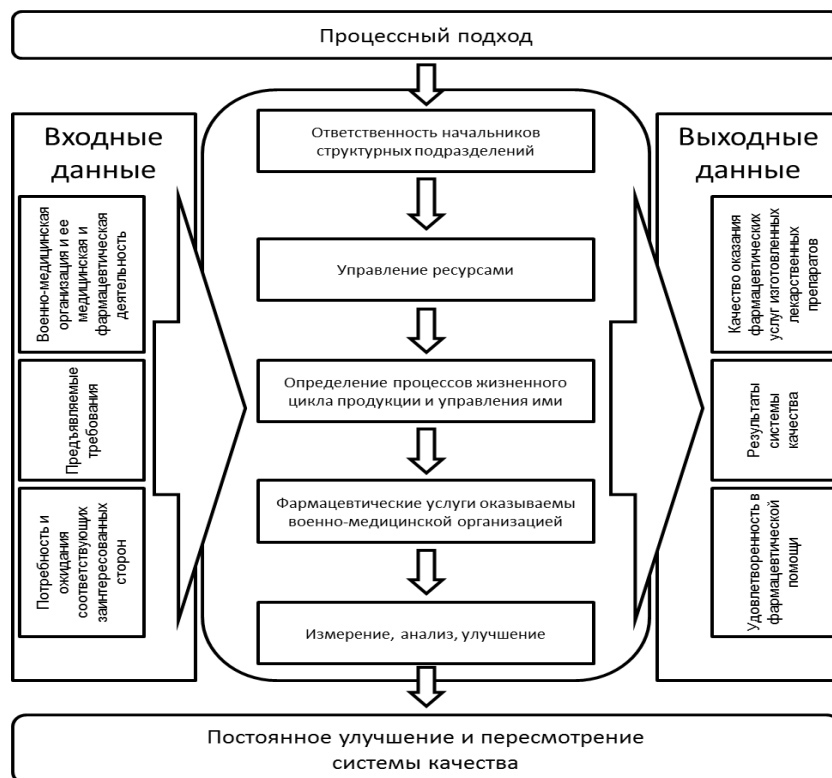 Процессный подход
Входные
данные
Военно-медицинская
организация и ее
медицинская и
фармацевтическая
деятельность
Предъявляемые
требования
Потребность и
ожидания
соответствующих
заинтересованных
сторон
Ответственность начальников
структурных подразделений
Управление ресурсами
Определение процессов жизненного
цикла продукции и управления ими
Фармацевтические услуги оказываемы
военно-медицинской организацией
Измерение, анализ, улучшение
Выходные
данные
Качество оказания
фармацевтических
услуг изготовленных
лекарственных
препаратов
Результаты
системы
качества
Удовлетворенность в
фармацевтической
помощи
Постоянное улучшение и пересмотрение
системы качества